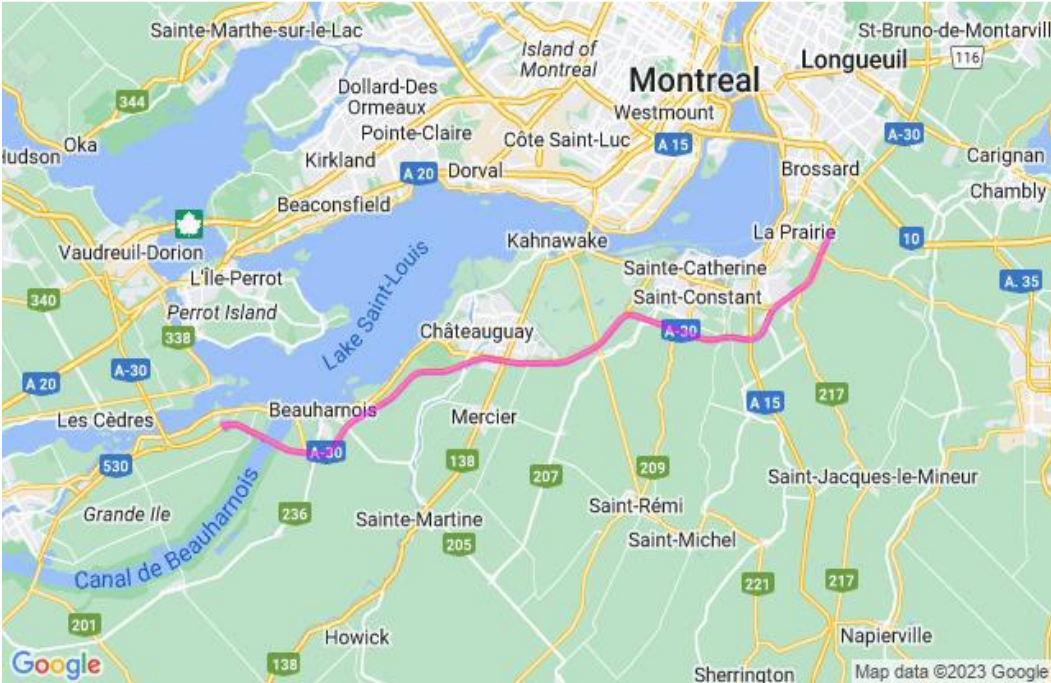 Sainte-Marthe-sur-le-Lac
St-Bruno-de-Montarvill
Island of
Montreal
Longueuil
116
Montreal
Dollard-Des
Ormeaux
344
Westmount
Pointe-Claire
Côte Saint-Luc
A 15
A-30
Oka
Hudson
Kirkland
A 20
Dorval
Brossard
Carignan
Chambly
Beaconsfield
Vaudreuil-Dorion
Kahnawake
La Prairie
10
L'Île-Perrot
Sainte-Catherine
A. 35
340
Perrot Island
Lake Saint-Louis
Saint-Constant
338
Châteauguay
A-30
A-30
A 20
217
Les Cèdres
Beauharnois
Mercier
A 15
A-30
530
138
207
209
Saint-Jacques-le-Mineur
Grande Ile
236
Canal de Beauharnois
Sainte-Martine
Saint-Rémi
205
Saint-Michel
221
217
201
Howick
Napierville
138
Google
Sherrington
Map data ©2023 Google